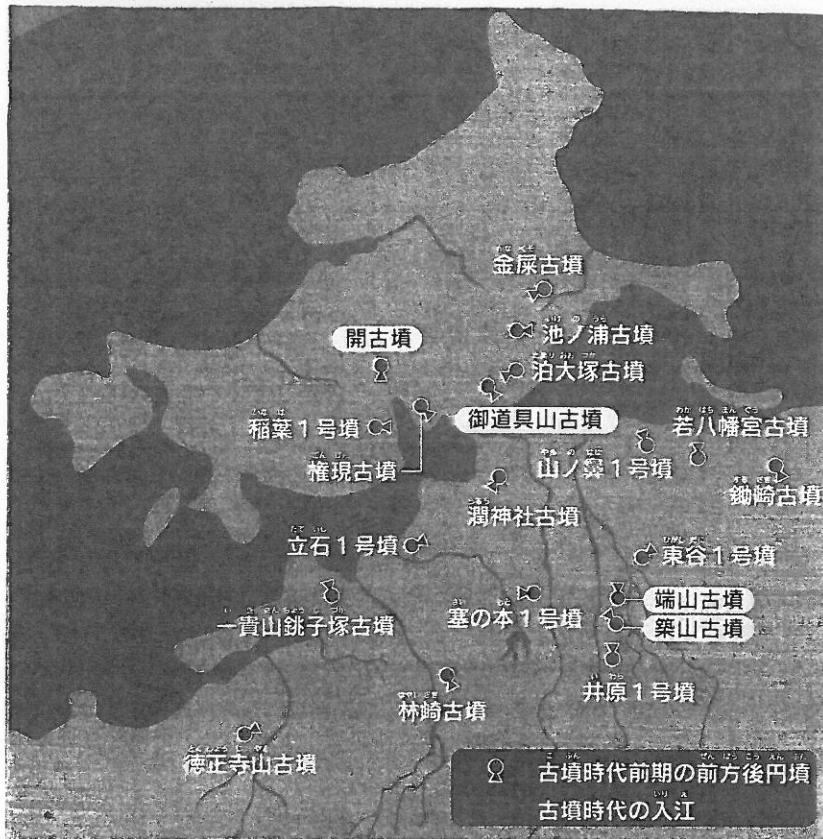 金屎古墳
池ノ浦古墳
開古墳
泊大塚古墳
御道具山古墳
稲葉1号墳
権現古墳
若八幡宮古墳
山ノ鼻1号墳
鋤崎古墳
潤神社古墳
立石1号墳
東谷1号墳
一貴山銚子塚古墳
塞の本1号墳
端山古墳
築山古墳
井原1号墳
林崎古墳
徳正寺山古墳
古墳時代前期の前方後円墳
古墳時代の入江